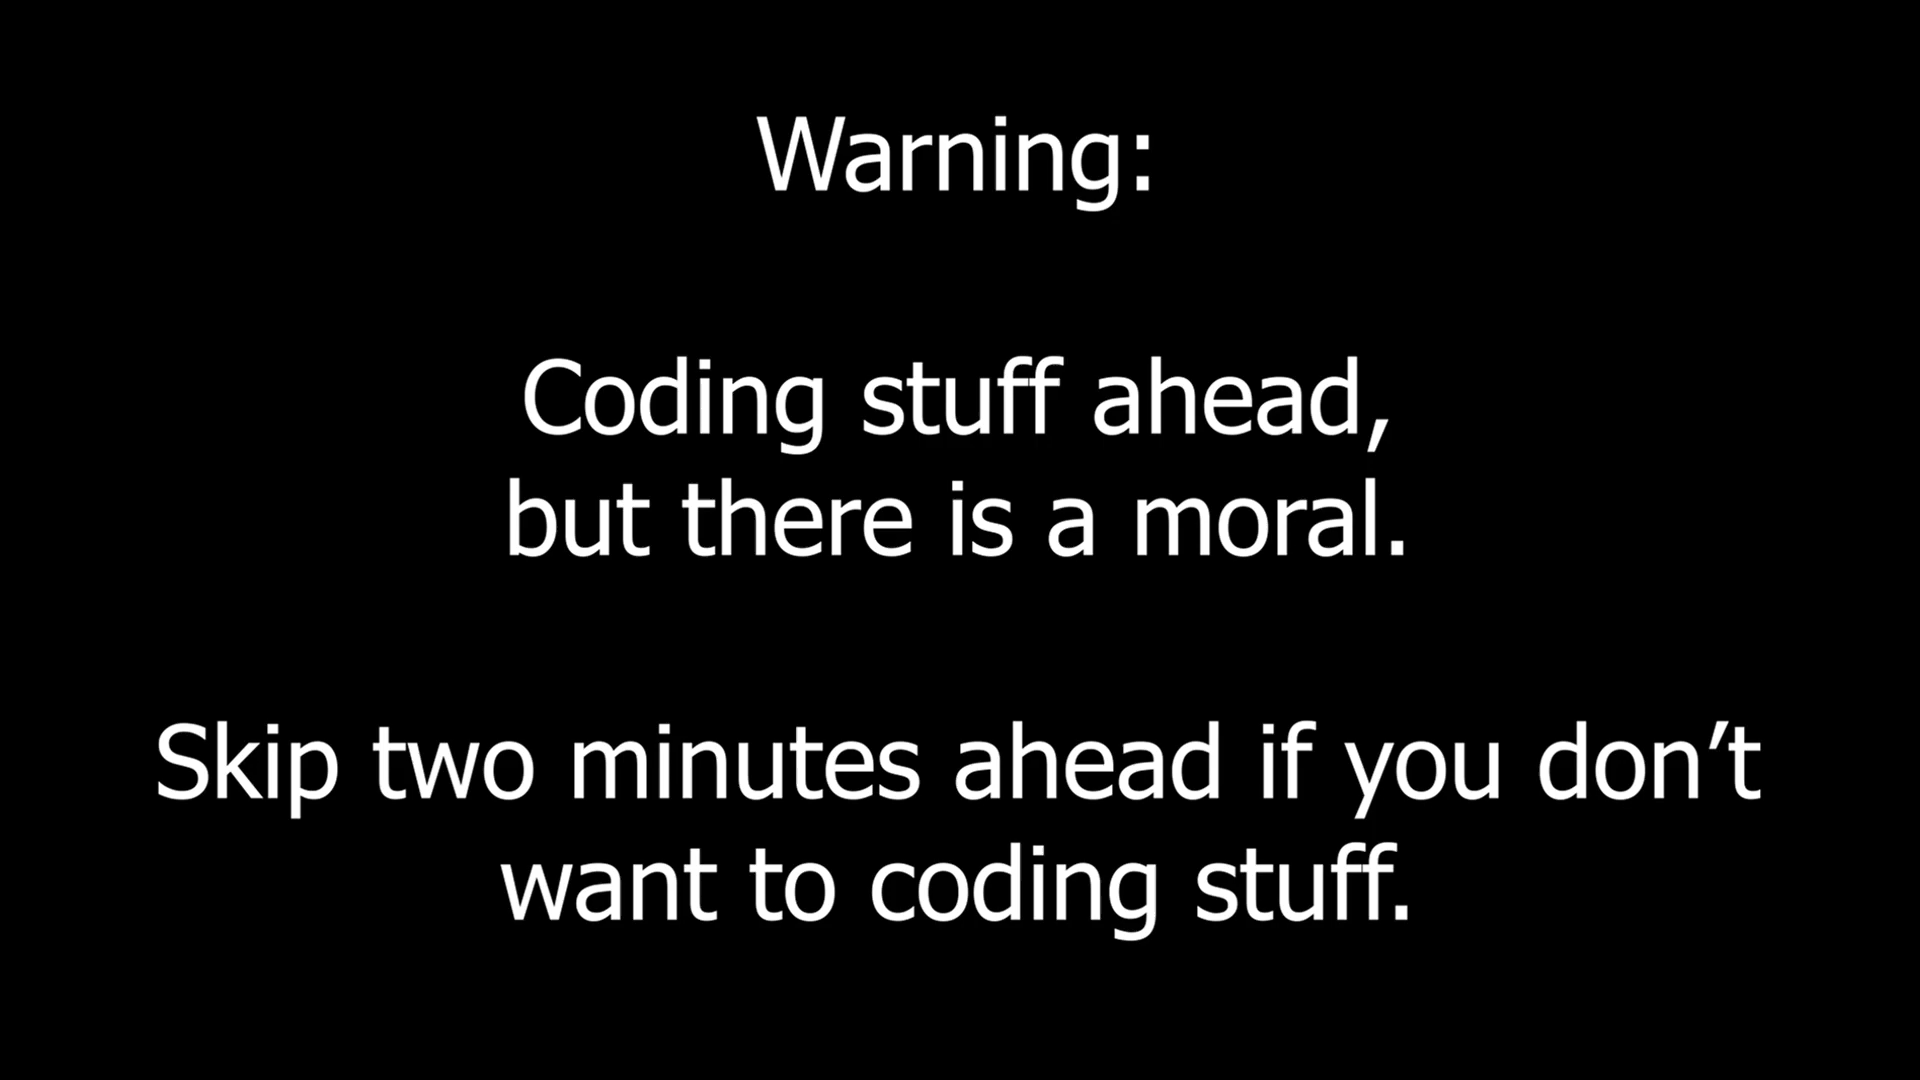 Warning:
Coding stuff ahead,
but there is a moral.
Skip two minutes ahead if you don’t
want to coding stuff.